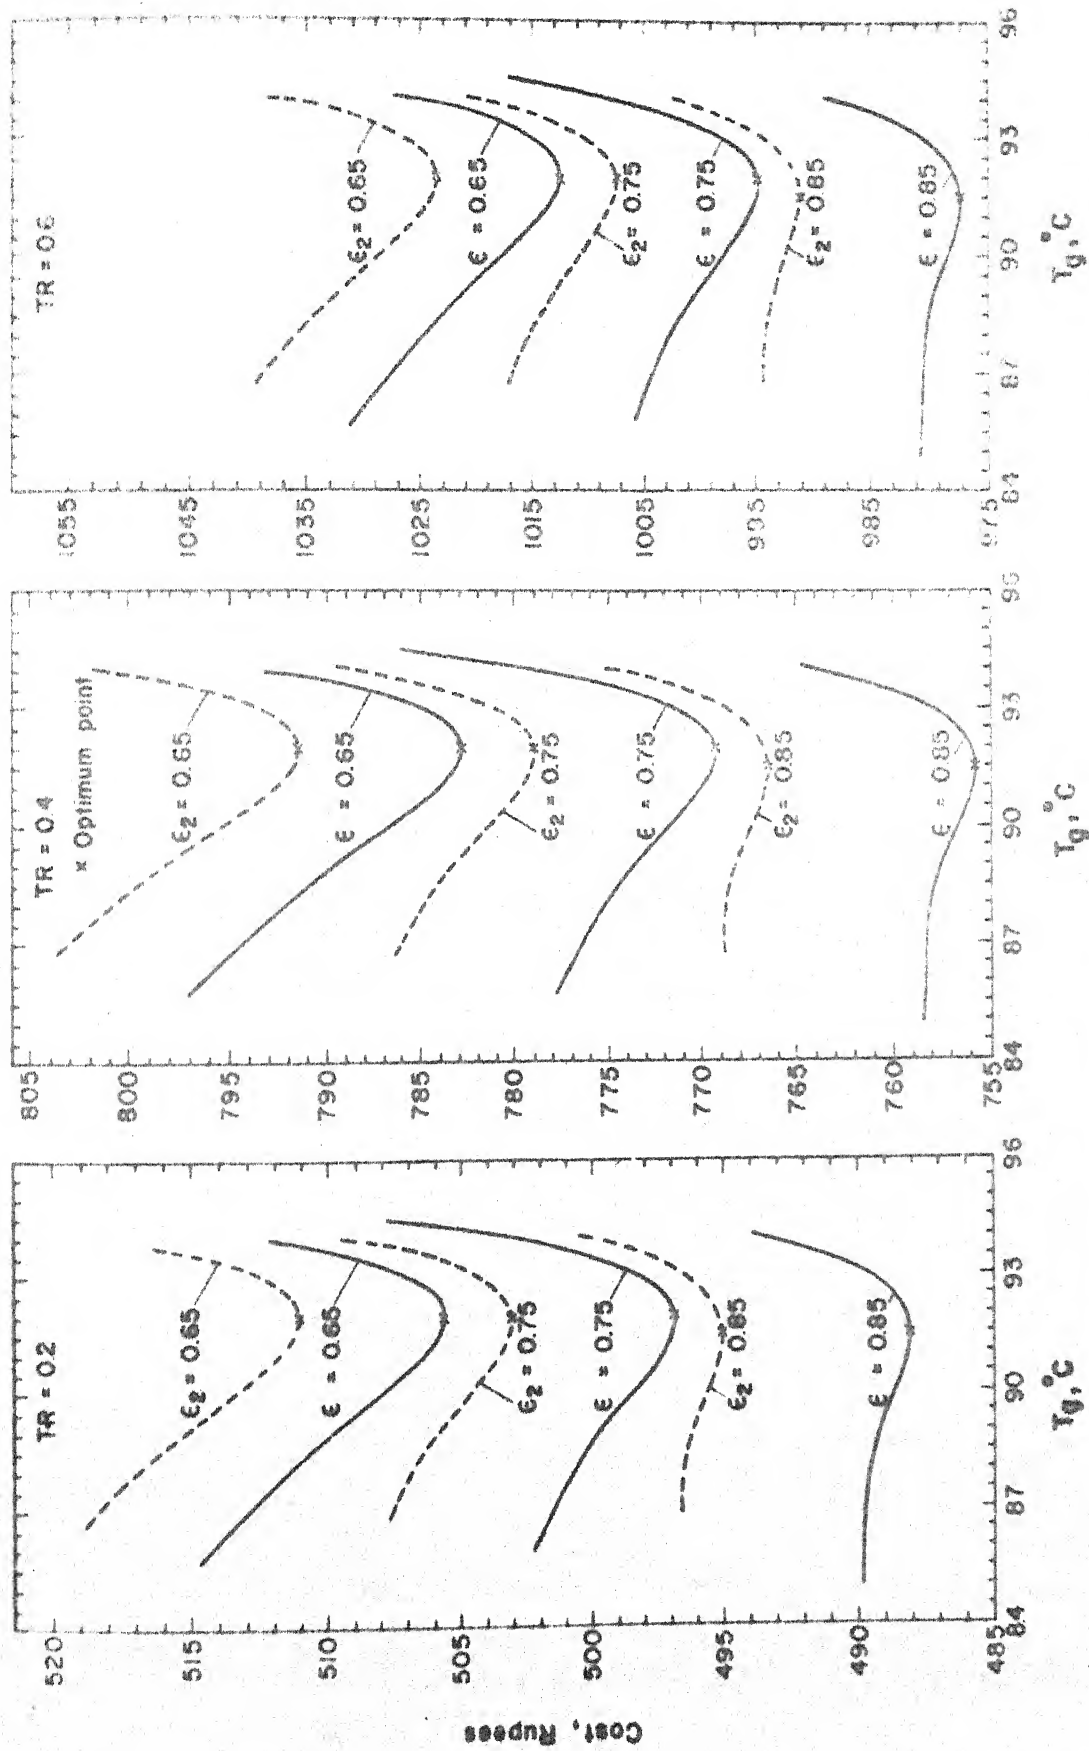 TR = 0.2
ϵ2 = 0.65
ϵ = 0.65
ϵ2 = 0.75
ϵ = 0.75
ϵ2 = 0.85
ϵ = 0.85
520
515
510
505
500
495
490
485
84
87
90
93
96
Tg, °C
Cost, Rupees
TR = 0.4
× Optimum point
ϵ2 = 0.65
ϵ = 0.65
ϵ2 = 0.75
ϵ = 0.75
ϵ2 = 0.85
ϵ = 0.85
805
800
795
790
785
780
775
770
765
760
755
84
87
90
93
96
Tg, °C
TR = 0.6
ϵ2 = 0.65
ϵ = 0.65
ϵ2 = 0.75
ϵ = 0.75
ϵ2 = 0.85
ϵ = 0.85
1055
1045
1035
1025
1015
1005
995
985
975
84
87
90
93
96
Tg, °C